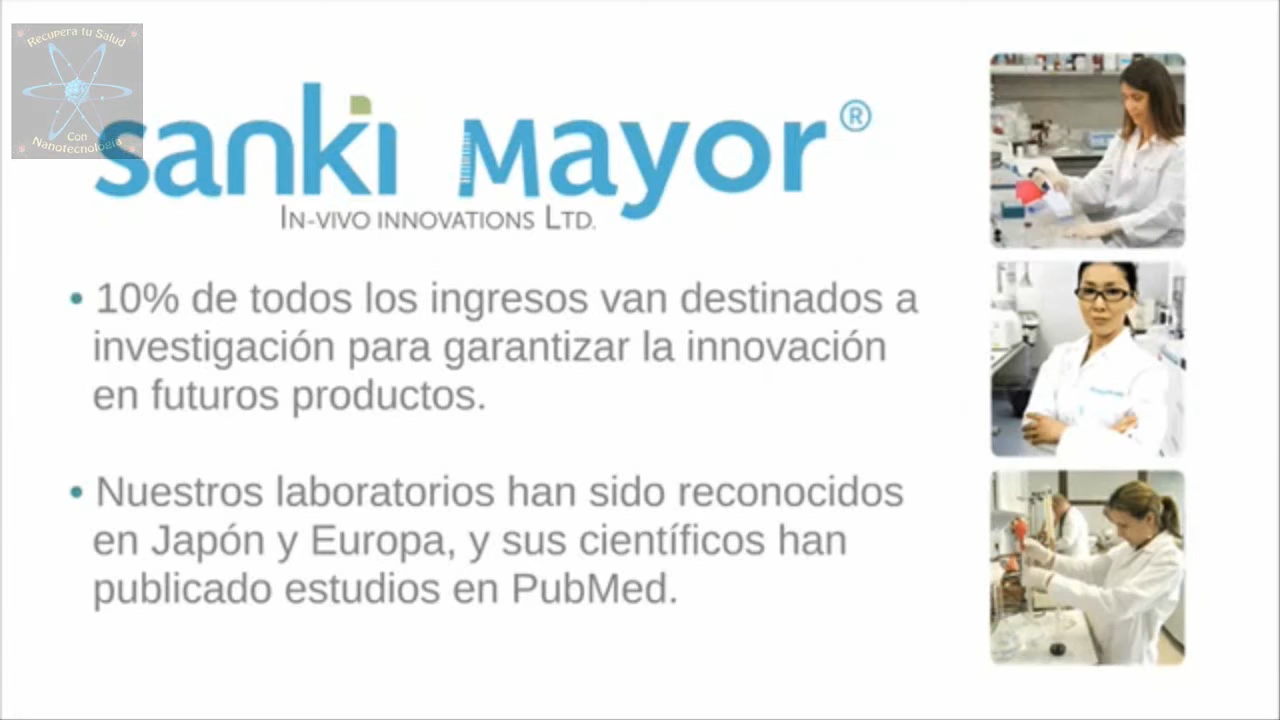 Recupera tu Salud
Con
Nanotecnología
sanki Mayor®
IN-VIVO INNOVATIONS LTD.
• 10% de todos los ingresos van destinados a
investigación para garantizar la innovación
en futuros productos.
• Nuestros laboratorios han sido reconocidos
en Japón y Europa, y sus científicos han
publicado estudios en PubMed.